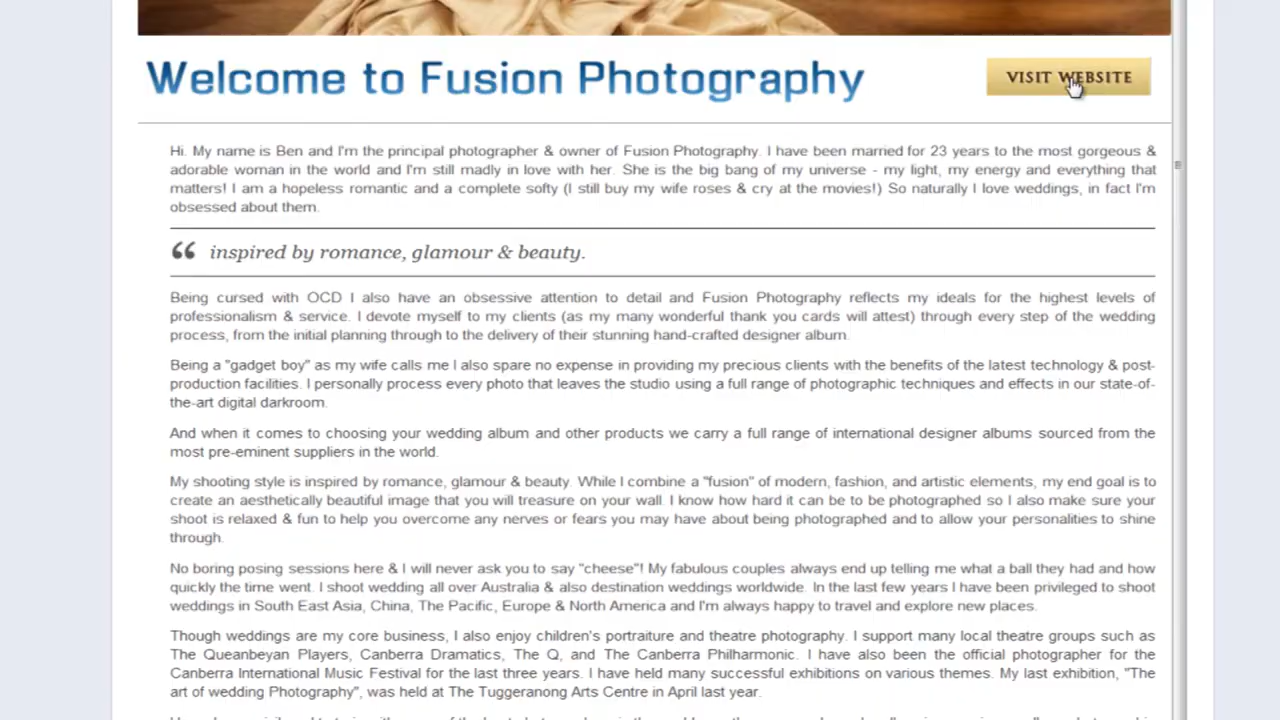 Welcome to Fusion Photography
VISIT WEBSITE
Hi. My name is Ben and I'm the principal photographer & owner of Fusion Photography. I have been married for 23 years to the most gorgeous &
adorable woman in the world and I'm still madly in love with her. She is the big bang of my universe - my light, my energy and everything that
matters! I am a hopeless romantic and a complete softy (I still buy my wife roses & cry at the movies!) So naturally I love weddings, in fact I'm
obsessed about them.
“ inspired by romance, glamour & beauty.
Being cursed with OCD I also have an obsessive attention to detail and Fusion Photography reflects my ideals for the highest levels of
professionalism & service. I devote myself to my clients (as my many wonderful thank you cards will attest) through every step of the wedding
process, from the initial planning through to the delivery of their stunning hand-crafted designer album.
Being a "gadget boy" as my wife calls me I also spare no expense in providing my precious clients with the benefits of the latest technology & post-
production facilities. I personally process every photo that leaves the studio using a full range of photographic techniques and effects in our state-of-
the-art digital darkroom.
And when it comes to choosing your wedding album and other products we carry a full range of international designer albums sourced from the
most pre-eminent suppliers in the world.
My shooting style is inspired by romance, glamour & beauty. While I combine a "fusion" of modern, fashion, and artistic elements, my end goal is to
create an aesthetically beautiful image that you will treasure on your wall. I know how hard it can be to be photographed so I also make sure your
shoot is relaxed & fun to help you overcome any nerves or fears you may have about being photographed and to allow your personalities to shine
through.
No boring posing sessions here & I will never ask you to say "cheese"! My fabulous couples always end up telling me what a ball they had and how
quickly the time went. I shoot wedding all over Australia & also destination weddings worldwide. In the last few years I have been privileged to shoot
weddings in South East Asia, China, The Pacific, Europe & North America and I'm always happy to travel and explore new places.
Though weddings are my core business, I also enjoy children's portraiture and theatre photography. I support many local theatre groups such as
The Queanbeyan Players, Canberra Dramatics, The Q, and The Canberra Philharmonic. I have also been the official photographer for the
Canberra International Music Festival for the last three years. I have held many successful exhibitions on various themes. My last exhibition, "The
art of wedding Photography", was held at The Tuggeranong Arts Centre in April last year.